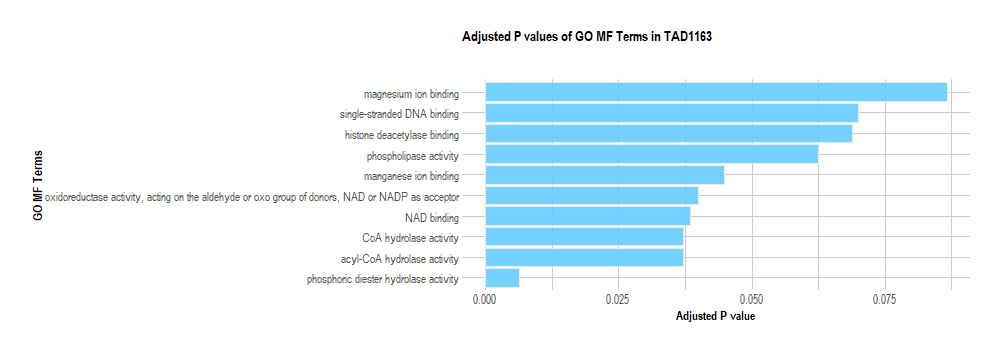 Adjusted P values of GO MF Terms in TAD1163
GO MF Terms
magnesium ion binding
single-stranded DNA binding
histone deacetylase binding
phospholipase activity
manganese ion binding
oxidoreductase activity, acting on the aldehyde or oxo group of donors, NAD or NADP as acceptor
NAD binding
CoA hydrolase activity
acyl-CoA hydrolase activity
phosphoric diester hydrolase activity
0.000 0.025 0.050 0.075
Adjusted P value